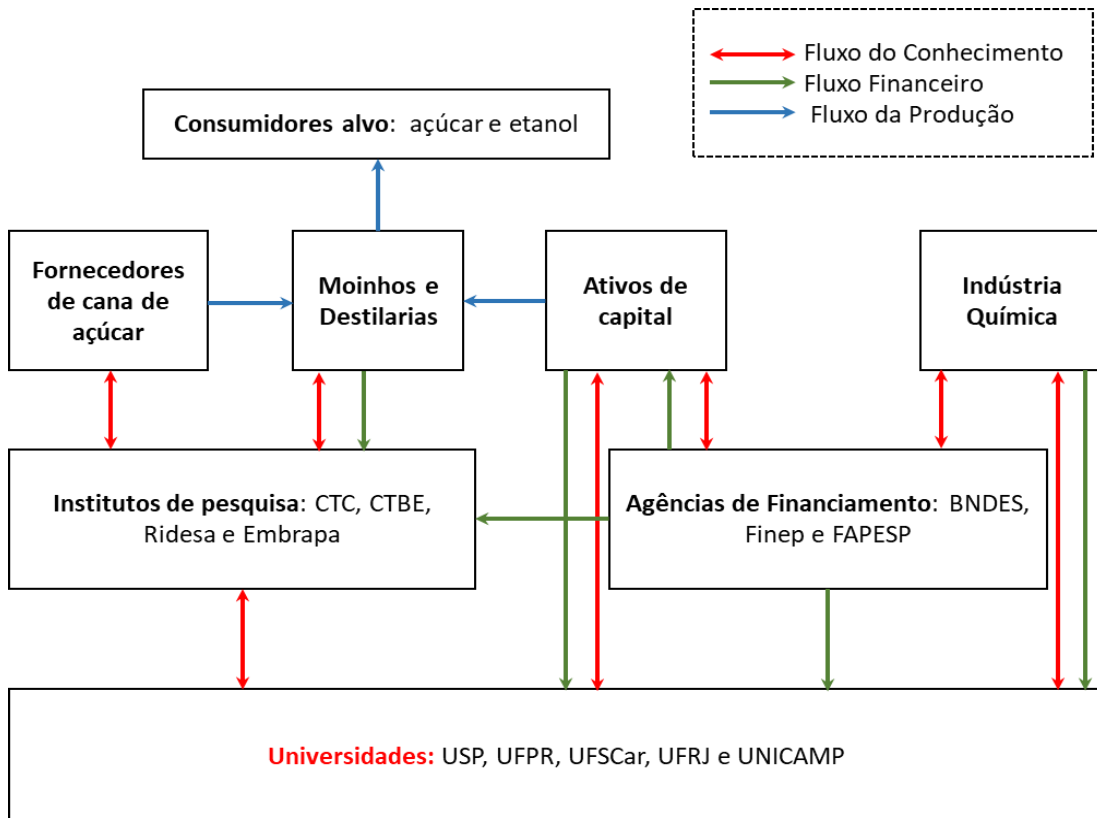 Fluxo do Conhecimento
Fluxo Financeiro
Fluxo da Produção
Consumidores alvo: açúcar e etanol
Fornecedores
de cana de
açúcar
Moinhos e
Destilarias
Ativos de
capital
Indústria
Química
Institutos de pesquisa: CTC, CTBE,
Ridesa e Embrapa
Agências de Financiamento: BNDES,
Finep e FAPESP
Universidades: USP, UFPR, UFSCar, UFRJ e UNICAMP